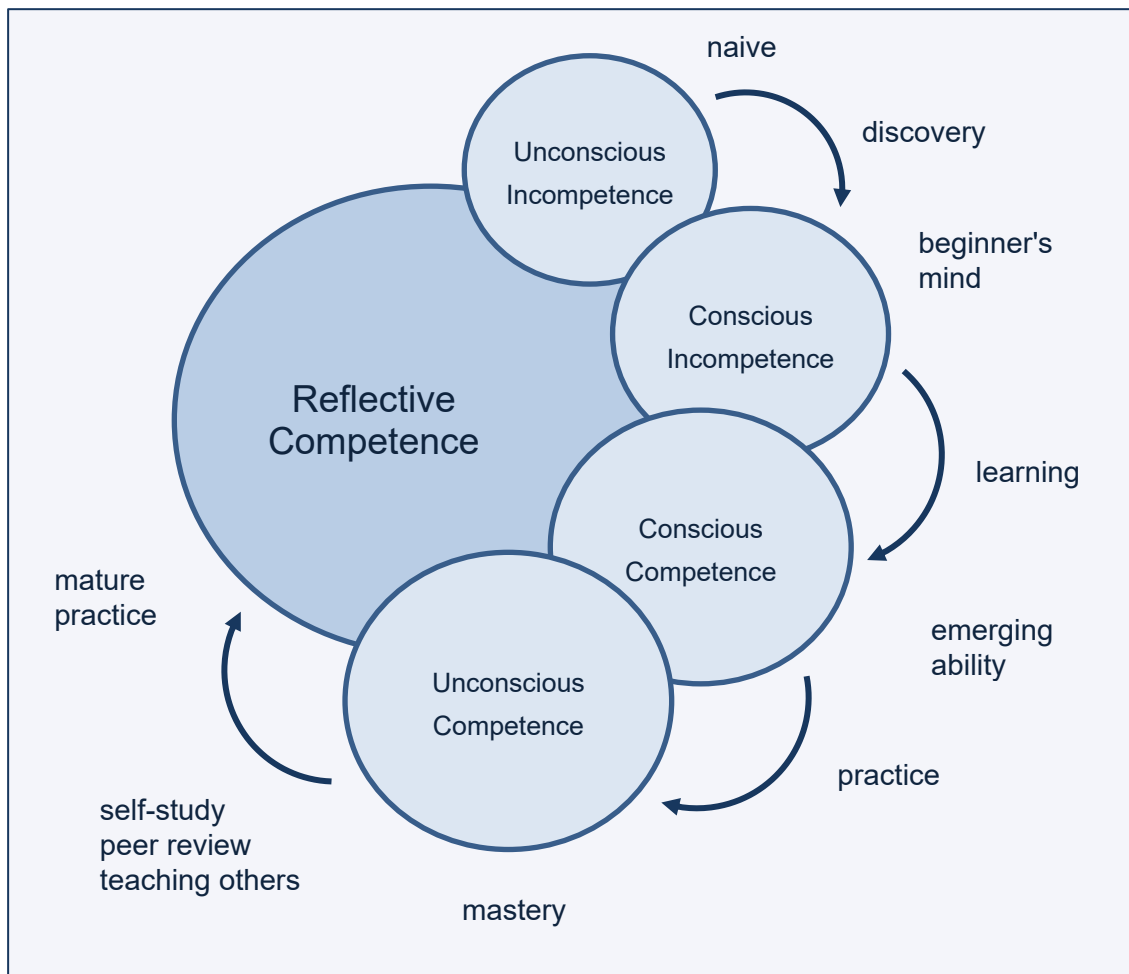 naive
Unconscious
Incompetence
discovery
beginner's
mind
Conscious
Incompetence
learning
Reflective
Competence
Conscious
Competence
emerging
ability
mature
practice
Unconscious
Competence
practice
self-study
peer review
teaching others
mastery